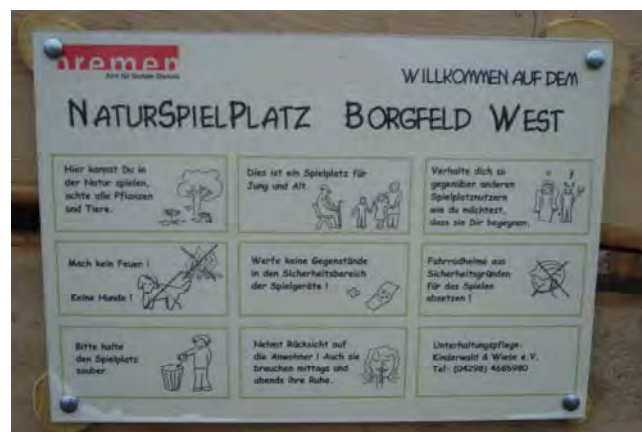 bremen
Amt für Soziale Dienste
WILLKOMMEN AUF DEM
NATURSPIELPLATZ BORGFELD WEST
Hier kannst Du in
der Natur spielen,
achte alle Pflanzen
und Tiere.
Dies ist ein Spielplatz für
Jung und Alt.
Verhalte dich so
gegenüber anderen
Spielplatznutzern
wie du möchtest,
dass sie Dir begegnen.
Mach kein Feuer !
Keine Hunde !
Werfe keine Gegenstände
in den Sicherheitsbereich
der Spielgeräte !
Fahrradhelme aus
Sicherheitsgründen
für das Spielen
absetzen !
Bitte halte
den Spielplatz
sauber.
Nehmt Rücksicht auf
die Anwohner ! Auch sie
brauchen mittags und
abends ihre Ruhe.
Unterhaltungspflege:
Kinderwald & Wiese e.V.
Tel: (04298) 4685980